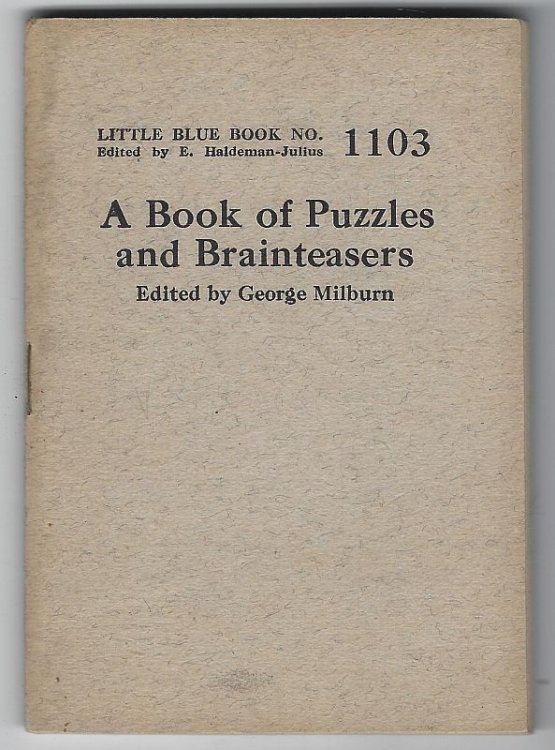 LITTLE BLUE BOOK NO. 1103
Edited by E. Haldeman-Julius
A Book of Puzzles
and Brainteasers
Edited by George Milburn